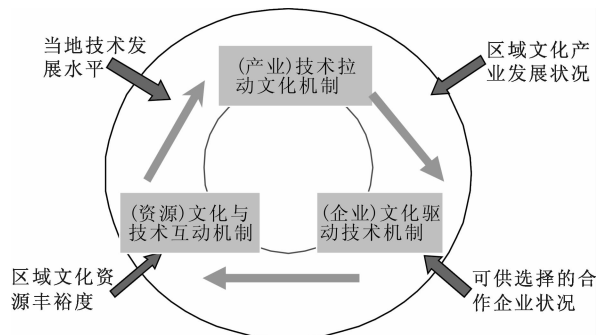 当地技术发
展水平
(产业)技术拉
动文化机制
区域文化产
业发展状况
(资源)文化与
技术互动机制
(企业)文化驱
动技术机制
区域文化资
源丰裕度
可供选择的合
作企业状况